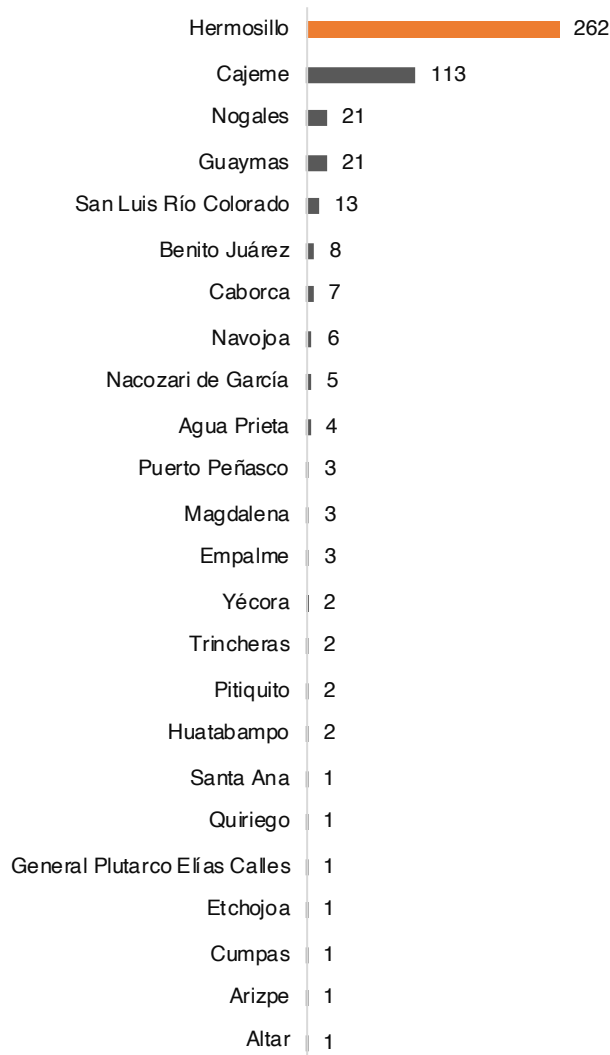 Hermosillo 262
Cajeme 113
Nogales 21
Guaymas 21
San Luis Río Colorado 13
Benito Juárez 8
Caborca 7
Navojoa 6
Nacozari de García 5
Agua Prieta 4
Puerto Peñasco 3
Magdalena 3
Empalme 3
Yécora 2
Trincheras 2
Pitiquito 2
Huatabampo 2
Santa Ana 1
Quiriego 1
General Plutarco Elías Calles 1
Etchojoa 1
Cumpas 1
Arizpe 1
Altar 1